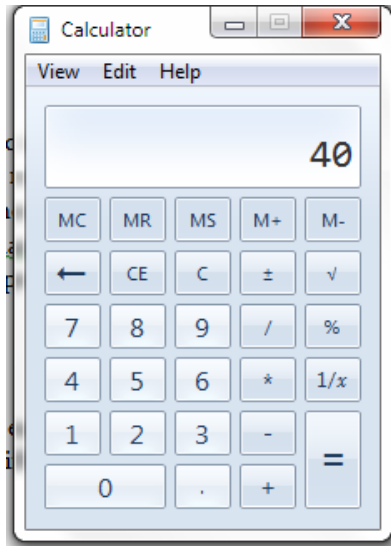 Calculator
View Edit Help
40
MC MR MS M+ M-
← CE C ± √
7 8 9 / %
4 5 6 * 1/x
1 2 3 - =
0 . +